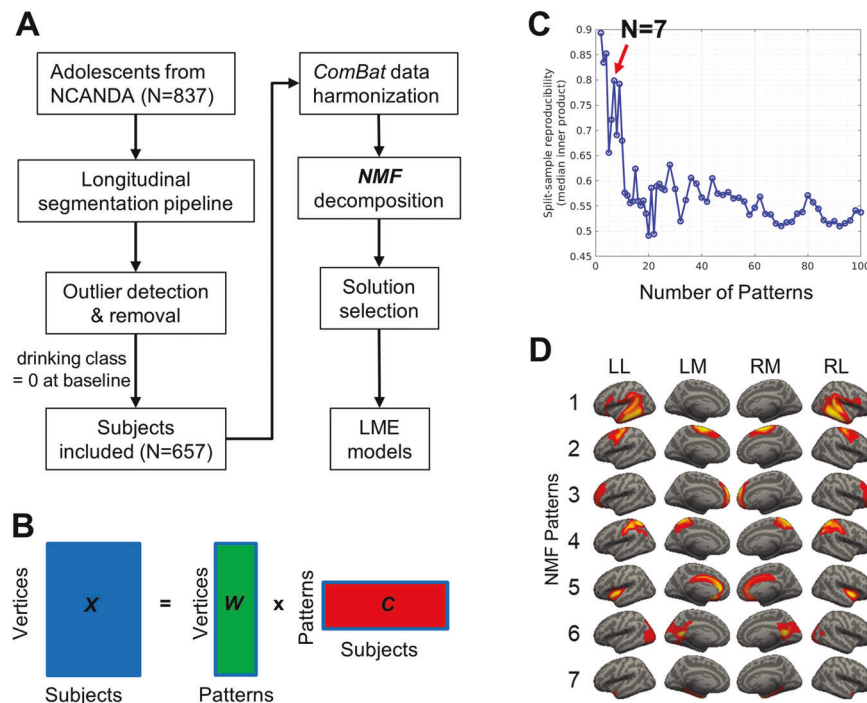 A
Adolescents from
NCANDA (N=837)
Longitudinal
segmentation pipeline
Outlier detection
& removal
drinking class
= 0 at baseline
Subjects
included (N=657)
ComBat data
harmonization
NMF
decomposition
Solution
selection
LME
models
B
Vertices
X
Subjects
=
Vertices
W
Patterns
x
Patterns
C
Subjects
C
N=7
Split-sample reproducibility
(median inner product)
0.9
0.85
0.8
0.75
0.7
0.65
0.6
0.55
0.5
0.45
0 20 40 60 80 100
Number of Patterns
D
LL LM RM RL
NMF Patterns
1
2
3
4
5
6
7